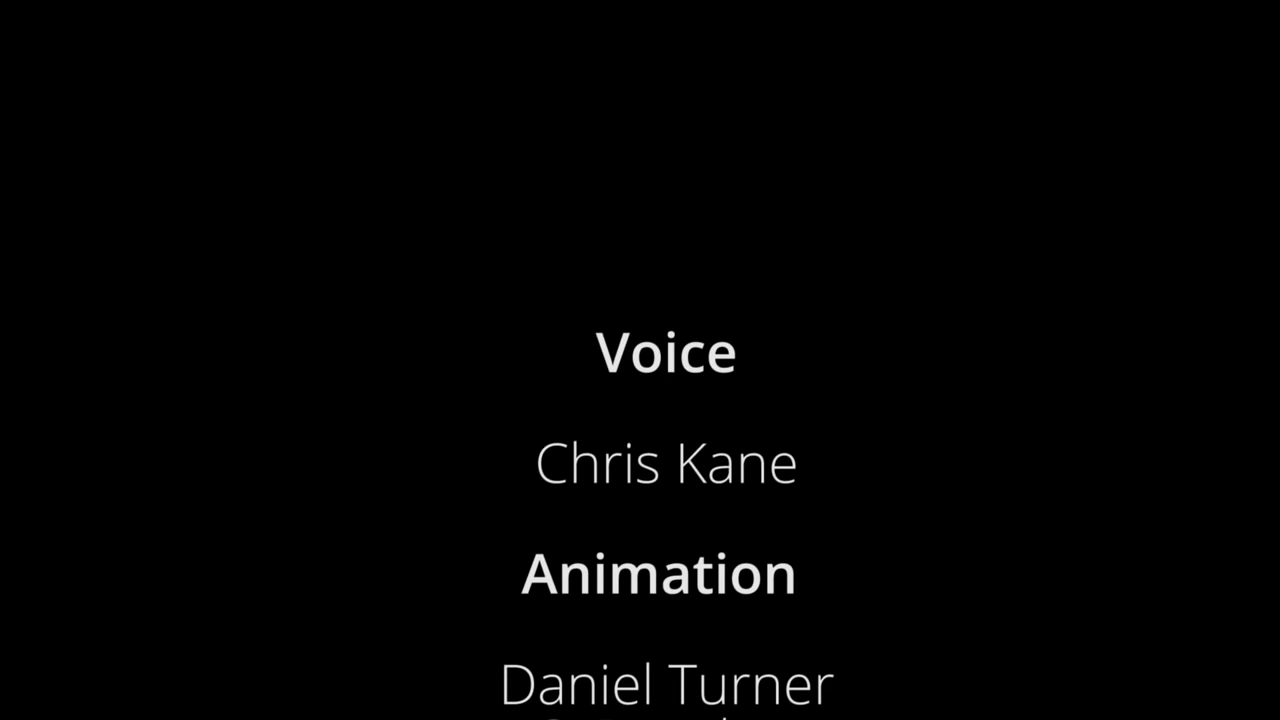 Voice
Chris Kane
Animation
Daniel Turner